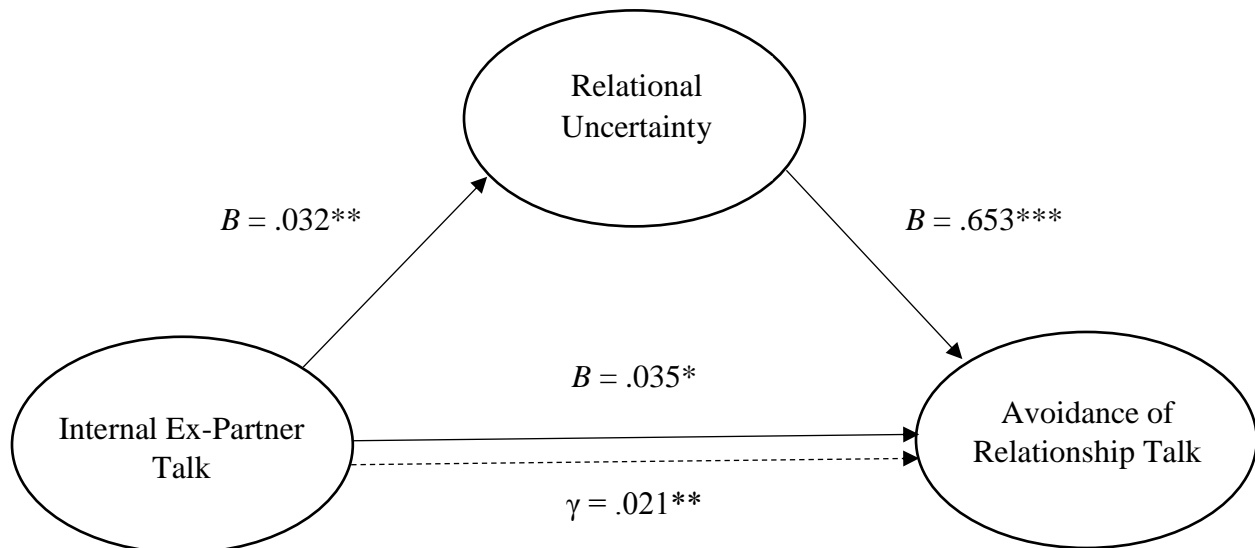 Relational
Uncertainty
B = .032**
B = .653***
B = .035*
Internal Ex-Partner
Talk
Avoidance of
Relationship Talk
γ = .021**